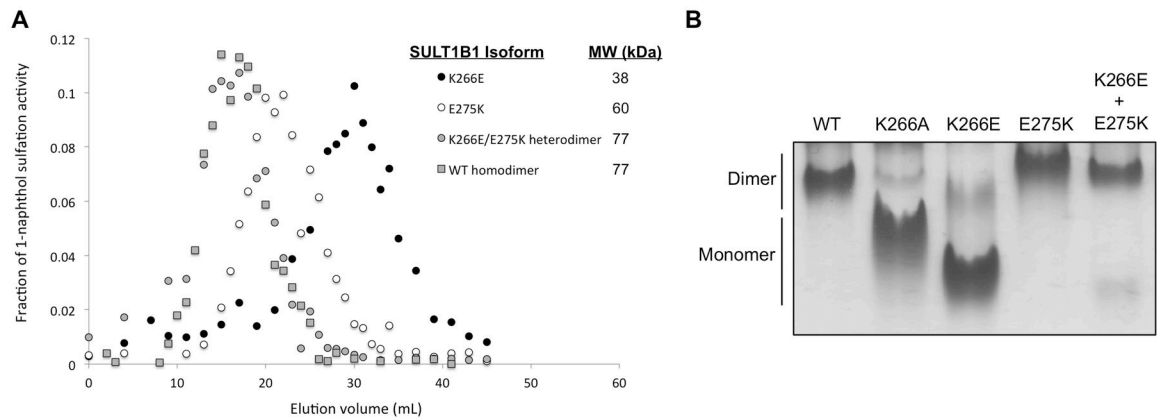 A
Fraction of 1-naphthol sulfation activity
0.12
0.1
0.08
0.06
0.04
0.02
0
0 10 20 30 40 50 60
Elution volume (mL)
SULT1B1 Isoform MW (kDa)
K266E 38
E275K 60
K266E/E275K heterodimer 77
WT homodimer 77
B
WT K266A K266E E275K K266E + E275K
Dimer
Monomer